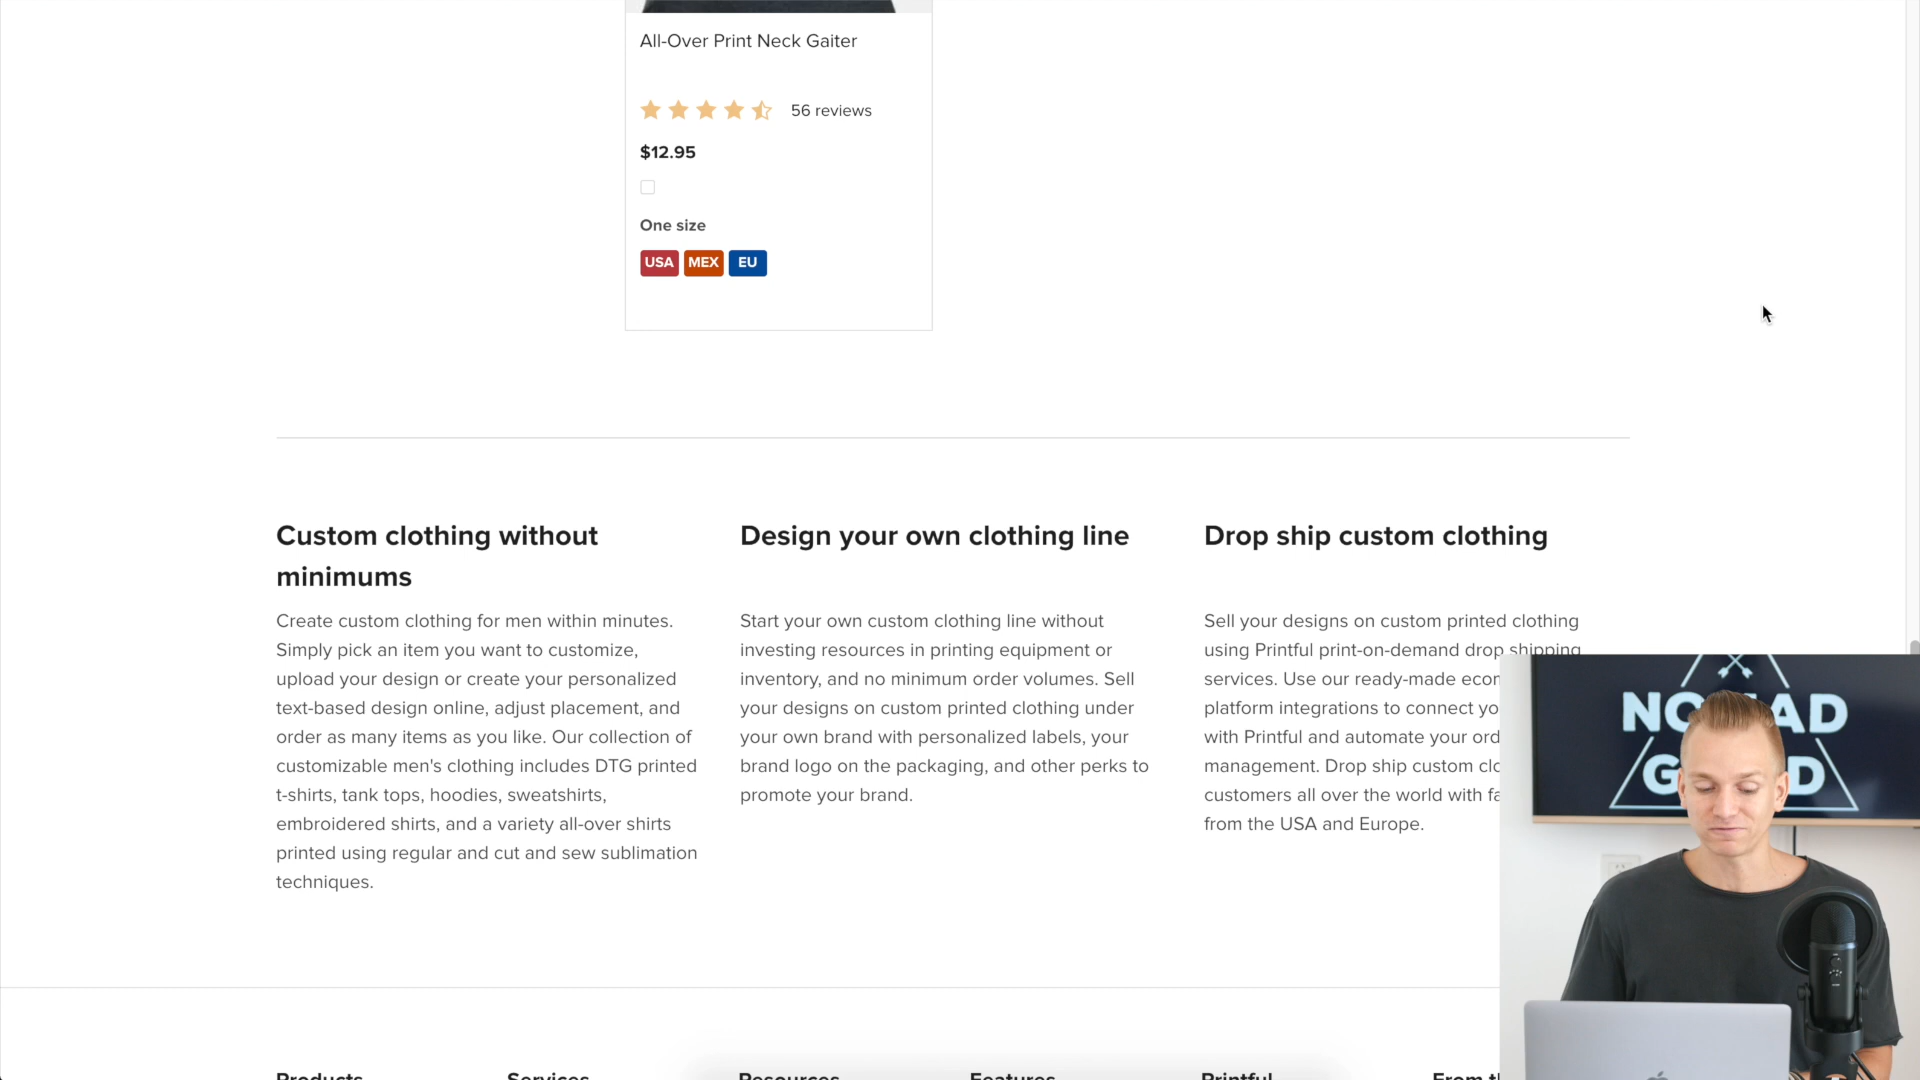 All-Over Print Neck Gaiter
56 reviews
$12.95
One size
USA MEX EU
Custom clothing without
minimums
Create custom clothing for men within minutes.
Simply pick an item you want to customize,
upload your design or create your personalized
text-based design online, adjust placement, and
order as many items as you like. Our collection of
customizable men's clothing includes DTG printed
t-shirts, tank tops, hoodies, sweatshirts,
embroidered shirts, and a variety all-over shirts
printed using regular and cut and sew sublimation
techniques.
Design your own clothing line
Start your own custom clothing line without
investing resources in printing equipment or
inventory, and no minimum order volumes. Sell
your designs on custom printed clothing under
your own brand with personalized labels, your
brand logo on the packaging, and other perks to
promote your brand.
Drop ship custom clothing
Sell your designs on custom printed clothing
using Printful print-on-demand drop shipping
services. Use our ready-made
platform integrations to connect
with Printful and automate your
management. Drop ship custom
customers all over the world with
from the USA and Europe.
Products Services Resources Features Printful From